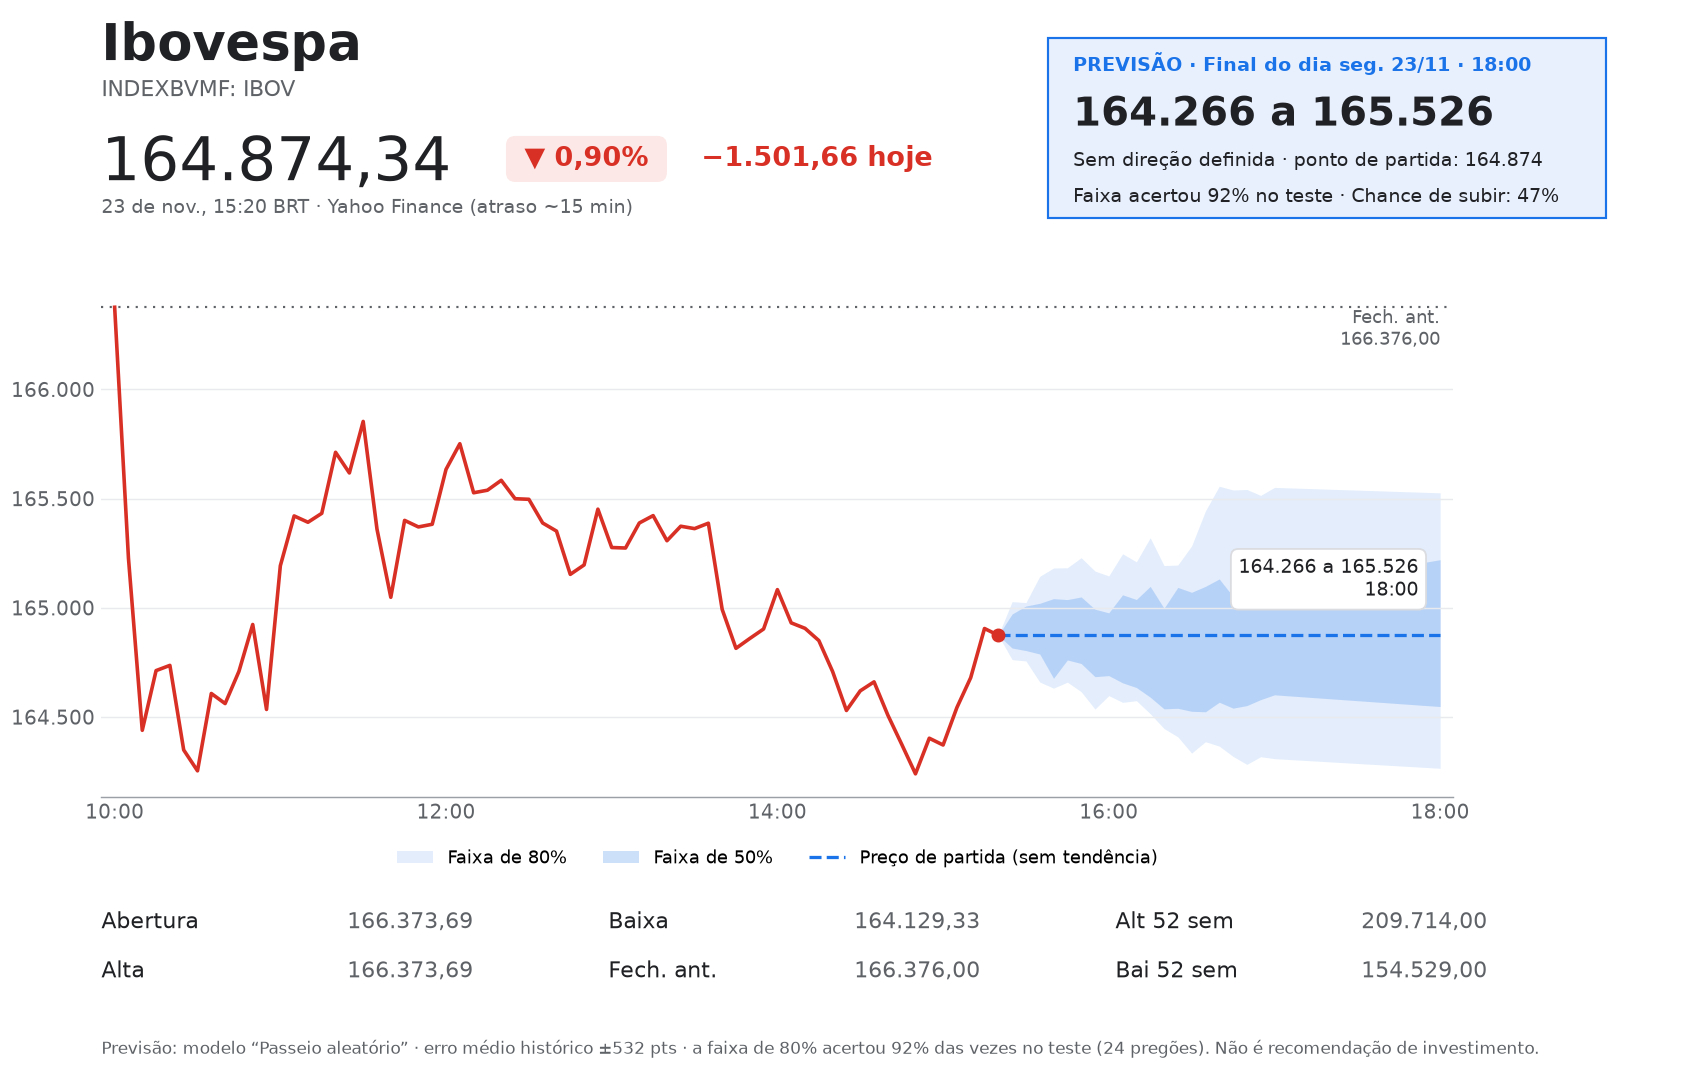 Ibovespa
INDEXBVMF: IBOV
164.874,34 ▼ 0,90% −1.501,66 hoje
23 de nov., 15:20 BRT · Yahoo Finance (atraso ~15 min)
PREVISÃO · Final do dia seg. 23/11 · 18:00
164.266 a 165.526
Sem direção definida · ponto de partida: 164.874
Faixa acertou 92% no teste · Chance de subir: 47%
Fech. ant.
166.376,00
166.000
165.500
165.000
164.500
164.266 a 165.526
18:00
10:00 12:00 14:00 16:00 18:00
Faixa de 80% Faixa de 50% Preço de partida (sem tendência)
Abertura 166.373,69 Baixa 164.129,33 Alt 52 sem 209.714,00
Alta 166.373,69 Fech. ant. 166.376,00 Bai 52 sem 154.529,00
Previsão: modelo “Passeio aleatório” · erro médio histórico ±532 pts · a faixa de 80% acertou 92% das vezes no teste (24 pregões). Não é recomendação de investimento.